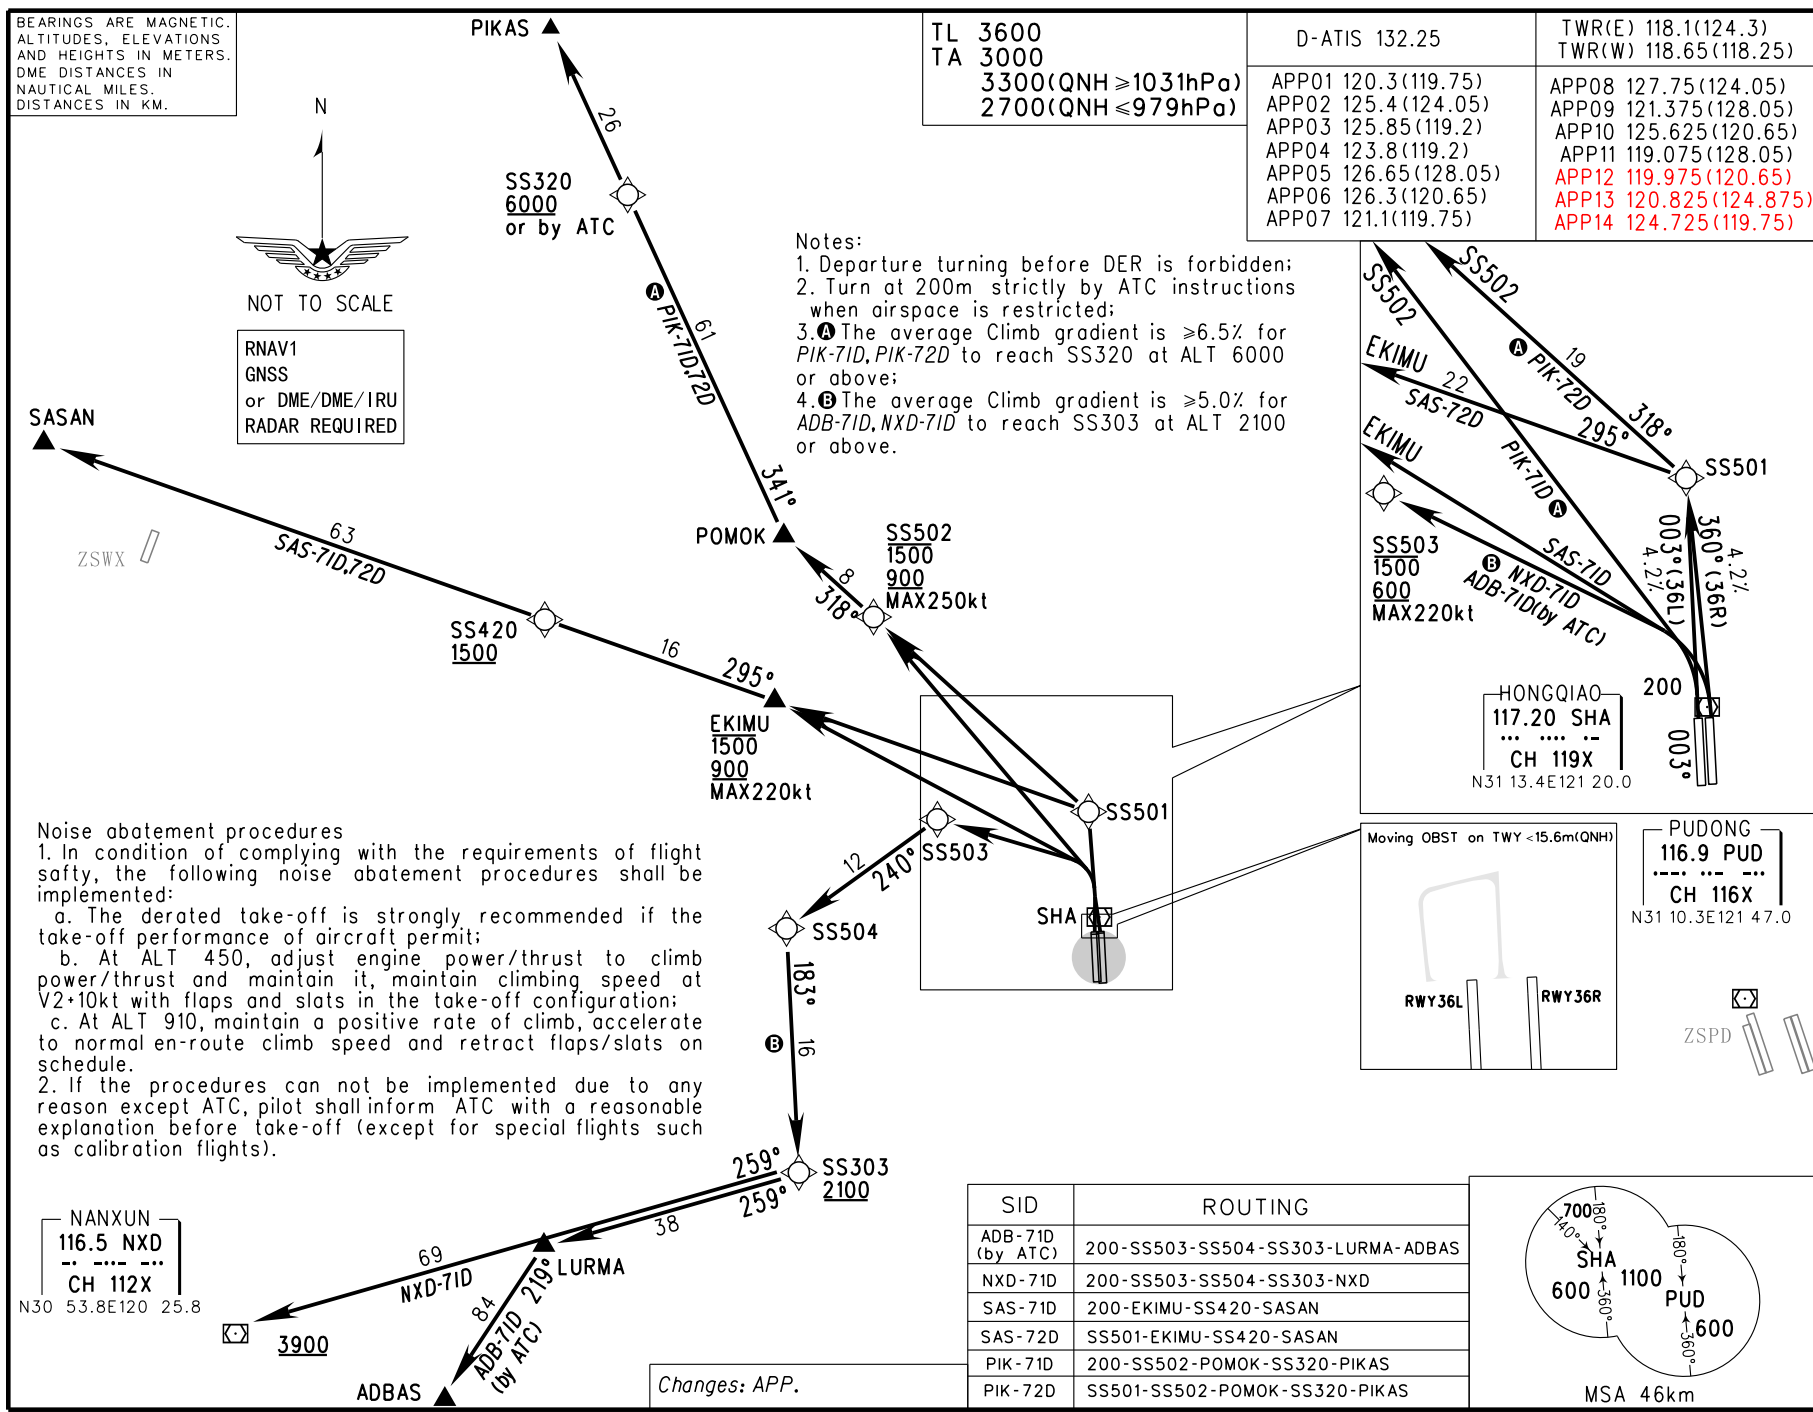 BEARINGS ARE MAGNETIC.
ALTITUDES, ELEVATIONS
AND HEIGHTS IN METERS.
DME DISTANCES IN
NAUTICAL MILES.
DISTANCES IN KM.
N
NOT TO SCALE
RNAV1
GNSS
or DME/DME/IRU
RADAR REQUIRED
TL 3600
TA 3000
3300(QNH≥1031hPa)
2700(QNH≤979hPa)
D-ATIS 132.25
TWR(E) 118.1(124.3)
TWR(W) 118.65(118.25)
APP01 120.3(119.75)
APP02 125.4(124.05)
APP03 125.85(119.2)
APP04 123.8(119.2)
APP05 126.65(128.05)
APP06 126.3(120.65)
APP07 121.1(119.75)
APP08 127.75(124.05)
APP09 121.375(128.05)
APP10 125.625(120.65)
APP11 119.075(128.05)
APP12 119.975(120.65)
APP13 120.825(124.875)
APP14 124.725(119.75)
Notes:
1. Departure turning before DER is forbidden;
2. Turn at 200m strictly by ATC instructions
when airspace is restricted;
3.A The average Climb gradient is ≥6.5% for
PIK-71D,PIK-72D to reach SS320 at ALT 6000
or above;
4.B The average Climb gradient is ≥5.0% for
ADB-71D,NXD-71D to reach SS303 at ALT 2100
or above.
PIKAS
26
SS320
6000
or by ATC
A PIK-71D,72D
61
341°
POMOK
8
318°
SS502
1500
900
MAX250kt
SASAN
63
SAS-71D,72D
ZSWX
SS420
1500
16
295°
EKIMU
1500
900
MAX220kt
SS501
SS503
12
240°
SS504
SHA
183°
B
16
SS303
2100
259°
259°
38
69
NXD-71D
LURMA
219°
84
ADB-71D
(by ATC)
ADBAS
3900
NANXUN
116.5 NXD
CH 112X
N30 53.8E120 25.8
Noise abatement procedures
1. In condition of complying with the requirements of flight
safty, the following noise abatement procedures shall be
implemented:
a. The derated take-off is strongly recommended if the
take-off performance of aircraft permit;
b. At ALT 450, adjust engine power/thrust to climb
power/thrust and maintain it, maintain climbing speed at
V2+10kt with flaps and slats in the take-off configuration;
c. At ALT 910, maintain a positive rate of climb, accelerate
to normal en-route climb speed and retract flaps/slats on
schedule.
2. If the procedures can not be implemented due to any
reason except ATC, pilot shall inform ATC with a reasonable
explanation before take-off (except for special flights such
as calibration flights).
SS502
SS502
EKIMU
22
SAS-72D
A PIK-72D
19
318°
295°
SS501
EKIMU
PIK-71D A
SS503
1500
600
MAX220kt
SAS-71D
B NXD-71D
ADB-71D(by ATC)
003°(36L)
4.2%
360°(36R)
4.2%
200
003°
HONGQIAO
117.20 SHA
CH 119X
N31 13.4E121 20.0
Moving OBST on TWY <15.6m(QNH)
RWY36L
RWY36R
PUDONG
116.9 PUD
CH 116X
N31 10.3E121 47.0
ZSPD
SID ROUTING
ADB-71D
(by ATC) 200-SS503-SS504-SS303-LURMA-ADBAS
NXD-71D 200-SS503-SS504-SS303-NXD
SAS-71D 200-EKIMU-SS420-SASAN
SAS-72D SS501-EKIMU-SS420-SASAN
PIK-71D 200-SS502-POMOK-SS320-PIKAS
PIK-72D SS501-SS502-POMOK-SS320-PIKAS
Changes: APP.
700
140°
180°
SHA
600
360°
1100
180°
PUD
360°
600
MSA 46km